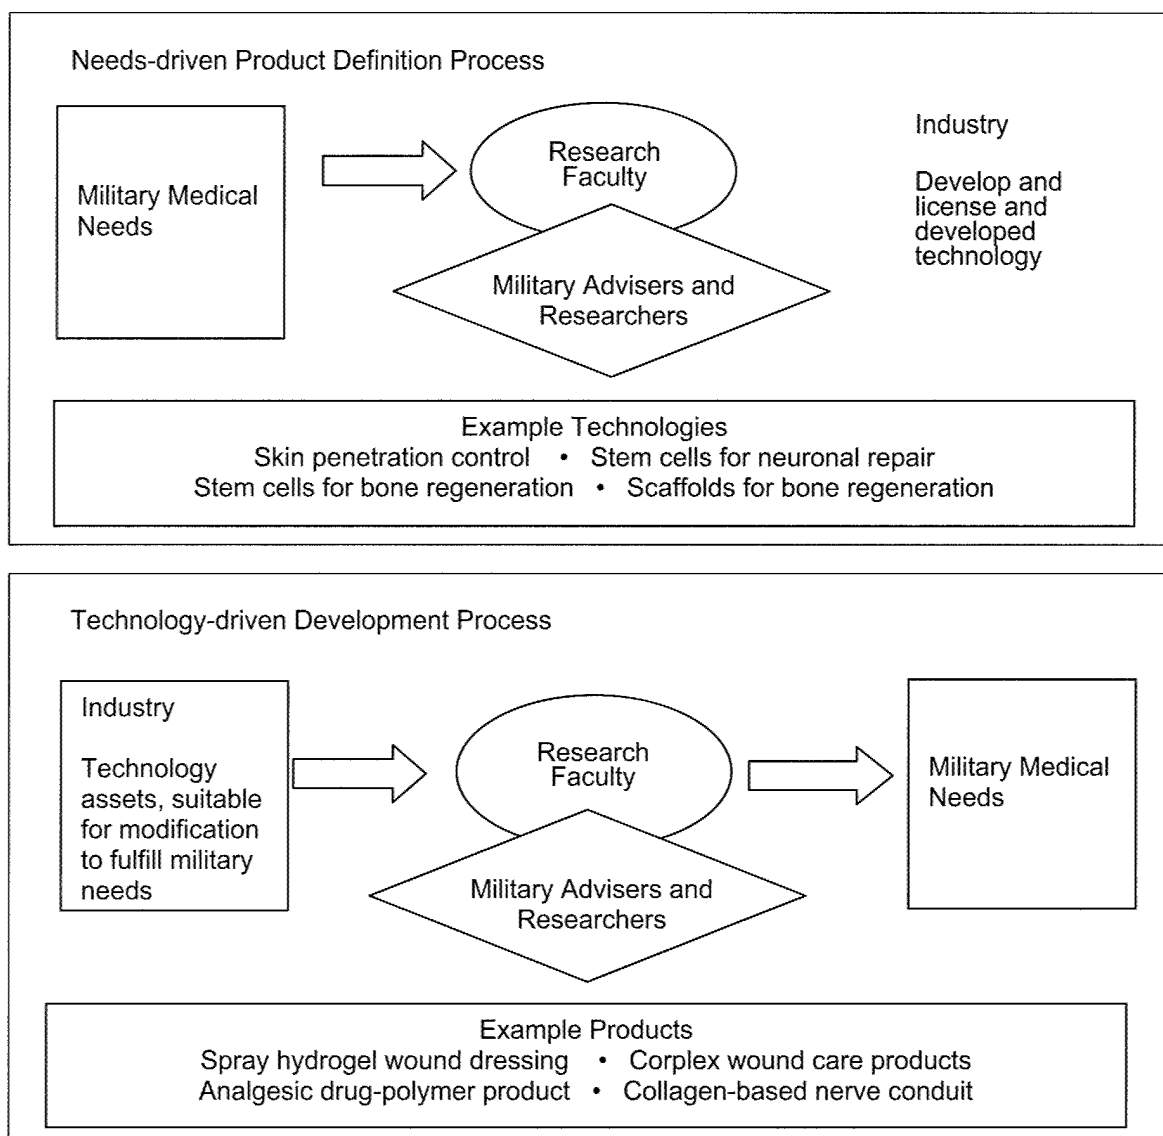 Needs-driven Product Definition Process
Military Medical
Needs
Research
Faculty
Military Advisers and
Researchers
Industry
Develop and
license and
developed
technology
Example Technologies
Skin penetration control • Stem cells for neuronal repair
Stem cells for bone regeneration • Scaffolds for bone regeneration
Technology-driven Development Process
Industry
Technology
assets, suitable
for modification
to fulfill military
needs
Research
Faculty
Military Advisers and
Researchers
Military Medical
Needs
Example Products
Spray hydrogel wound dressing • Corplex wound care products
Analgesic drug-polymer product • Collagen-based nerve conduit